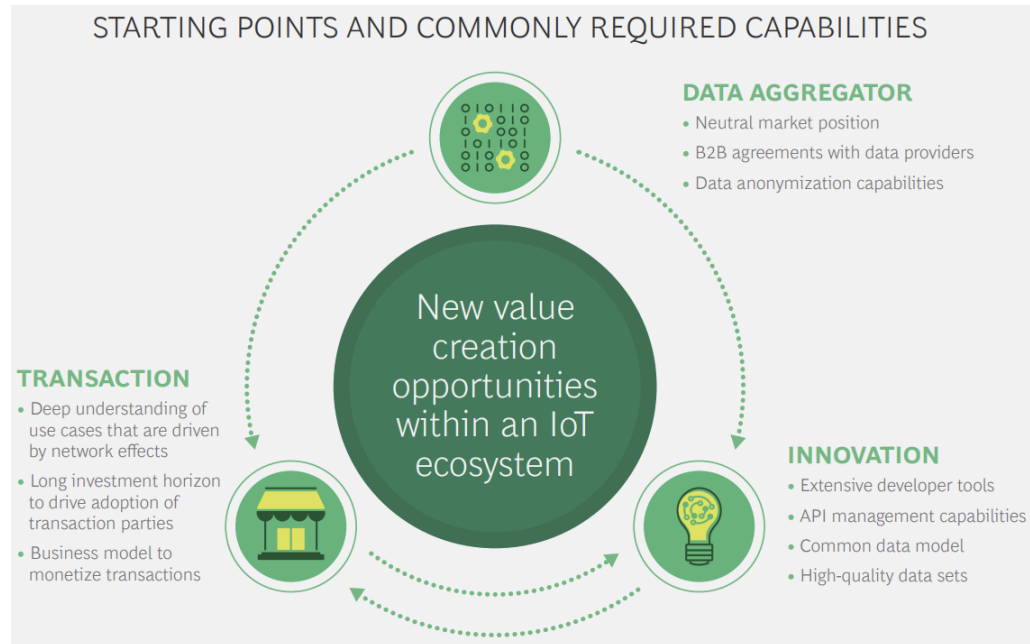 STARTING POINTS AND COMMONLY REQUIRED CAPABILITIES
DATA AGGREGATOR
• Neutral market position
• B2B agreements with data providers
• Data anonymization capabilities
New value
creation
opportunities
within an IoT
ecosystem
TRANSACTION
• Deep understanding of
use cases that are driven
by network effects
• Long investment horizon
to drive adoption of
transaction parties
• Business model to
monetize transactions
INNOVATION
• Extensive developer tools
• API management capabilities
• Common data model
• High-quality data sets